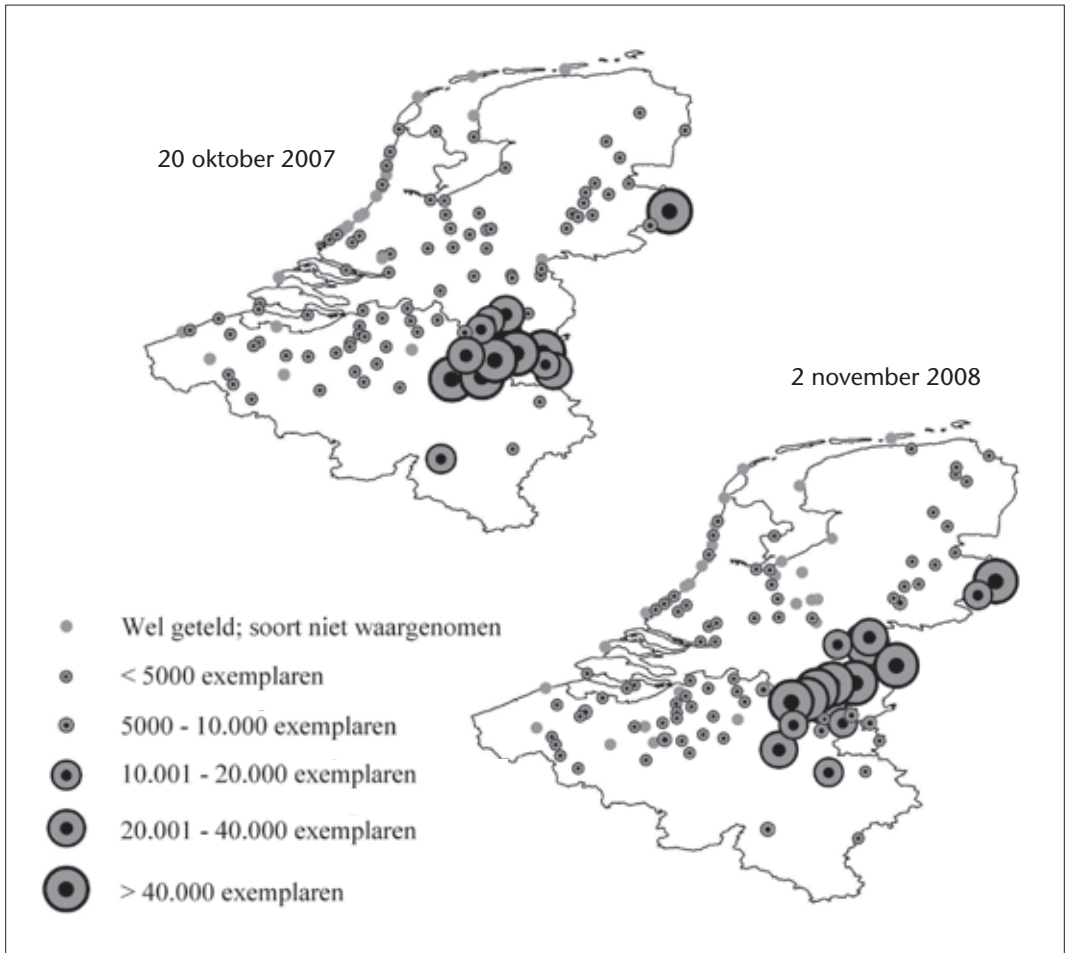 20 oktober 2007
2 november 2008
Wel geteld; soort niet waargenomen
< 5000 exemplaren
5000 - 10.000 exemplaren
10.001 - 20.000 exemplaren
20.001 - 40.000 exemplaren
> 40.000 exemplaren